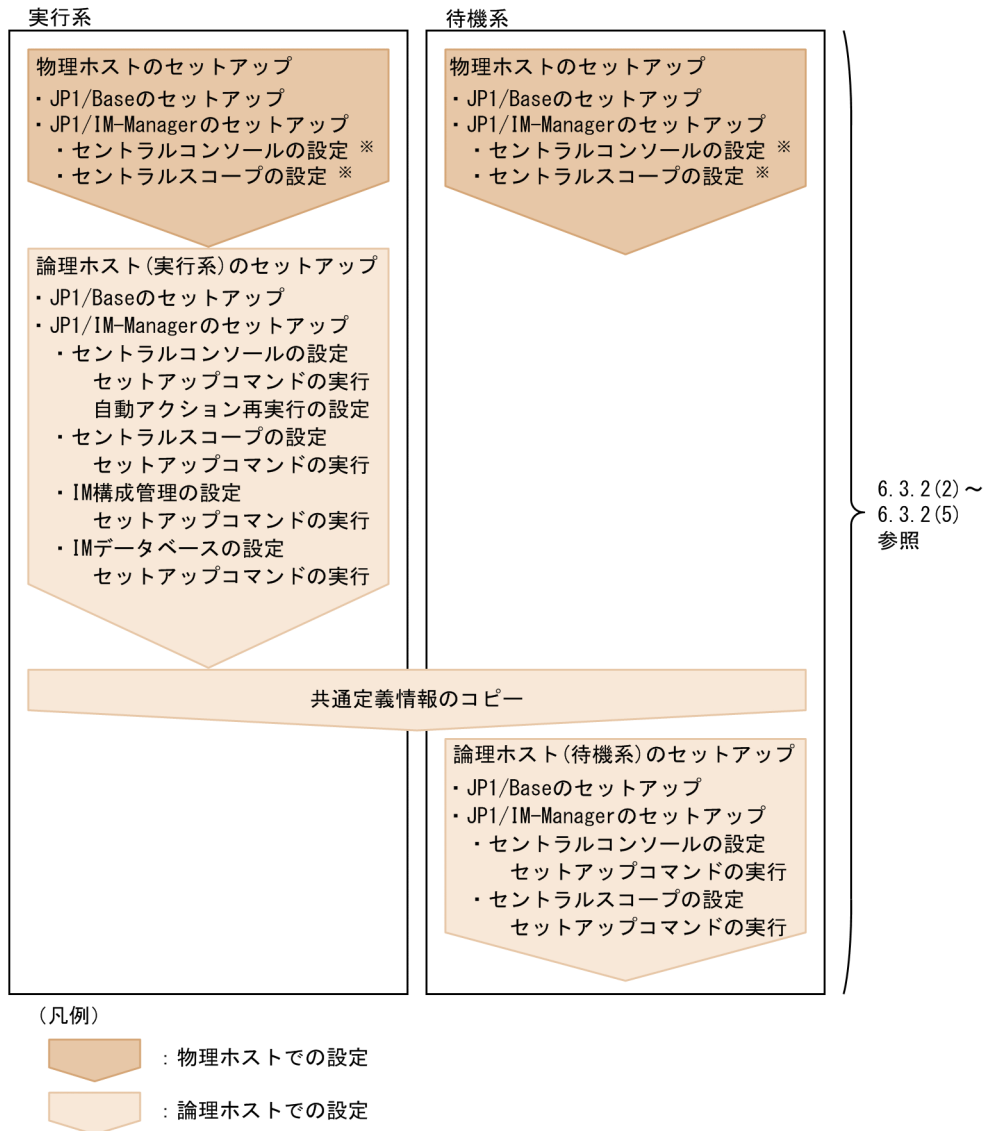 実行系
物理ホストのセットアップ
・JP1/Baseのセットアップ
・JP1/IM-Managerのセットアップ
・セントラルコンソールの設定 ※
・セントラルスコープの設定 ※
論理ホスト(実行系)のセットアップ
・JP1/Baseのセットアップ
・JP1/IM-Managerのセットアップ
・セントラルコンソールの設定
セットアップコマンドの実行
自動アクション再実行の設定
・セントラルスコープの設定
セットアップコマンドの実行
・IM構成管理の設定
セットアップコマンドの実行
・IMデータベースの設定
セットアップコマンドの実行
待機系
物理ホストのセットアップ
・JP1/Baseのセットアップ
・JP1/IM-Managerのセットアップ
・セントラルコンソールの設定 ※
・セントラルスコープの設定 ※
共通定義情報のコピー
論理ホスト(待機系)のセットアップ
・JP1/Baseのセットアップ
・JP1/IM-Managerのセットアップ
・セントラルコンソールの設定
セットアップコマンドの実行
・セントラルスコープの設定
セットアップコマンドの実行
6.3.2(2)～
6.3.2(5)
参照
(凡例)
：物理ホストでの設定
：論理ホストでの設定